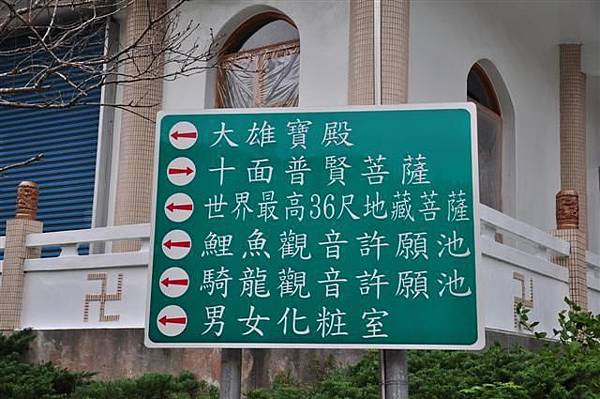 ← 大雄寶殿
→ 十面普賢菩薩
← 世界最高36尺地藏菩薩
← 鯉魚觀音許願池
← 騎龍觀音許願池
← 男女化粧室